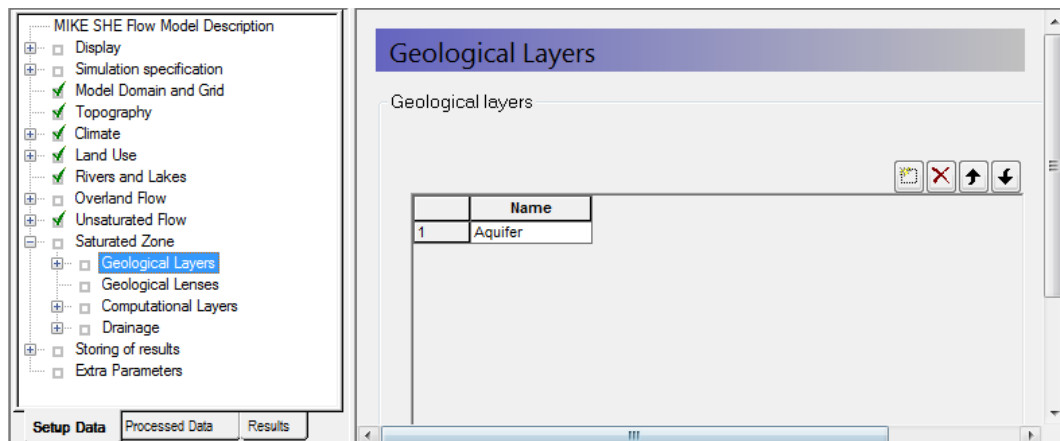 MIKE SHE Flow Model Description
Display
Simulation specification
Model Domain and Grid
Topography
Climate
Land Use
Rivers and Lakes
Overland Flow
Unsaturated Flow
Saturated Zone
Geological Layers
Geological Lenses
Computational Layers
Drainage
Storing of results
Extra Parameters
Setup Data Processed Data Results
Geological Layers
Geological layers
Name
1 Aquifer